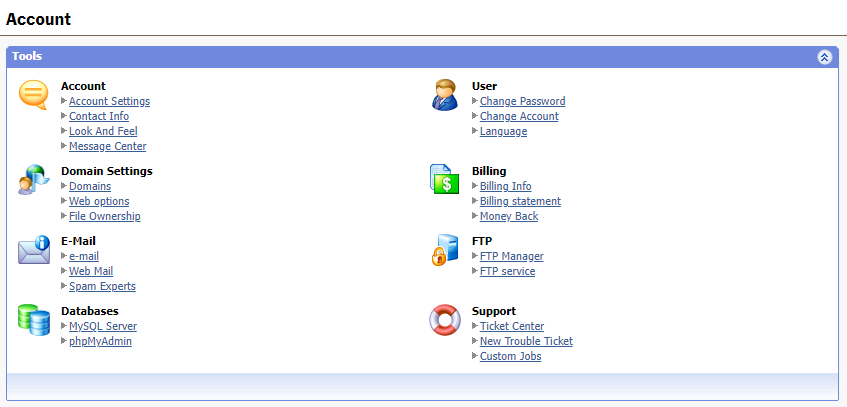 Account
Tools
Account
Account Settings
Contact Info
Look And Feel
Message Center
User
Change Password
Change Account
Language
Domain Settings
Domains
Web options
File Ownership
Billing
Billing Info
Billing statement
Money Back
E-Mail
e-mail
Web Mail
Spam Experts
FTP
FTP Manager
FTP service
Databases
MySQL Server
phpMyAdmin
Support
Ticket Center
New Trouble Ticket
Custom Jobs